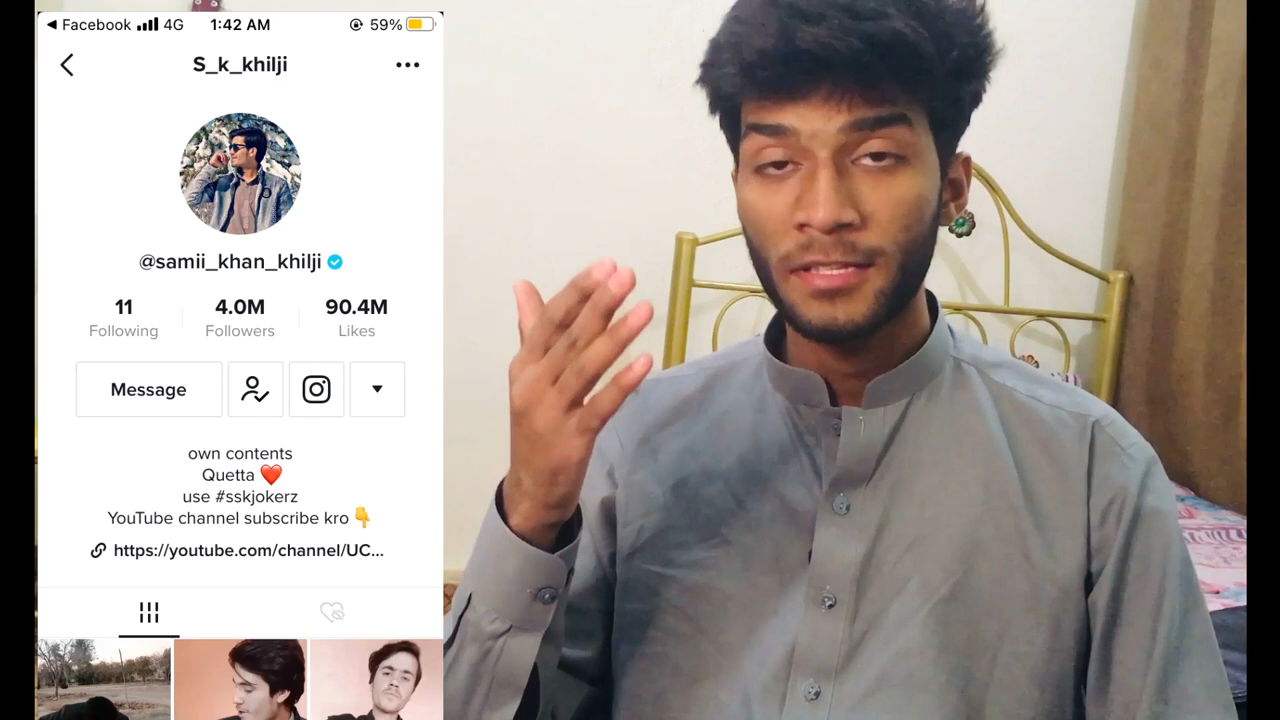 Facebook 4G 1:42 AM 59%
S_k_khilji
@samii_khan_khilji
11 4.0M 90.4M
Following Followers Likes
Message
own contents
Quetta ❤️
use #sskjokerz
YouTube channel subscribe kro 👇
https://youtube.com/channel/UC...